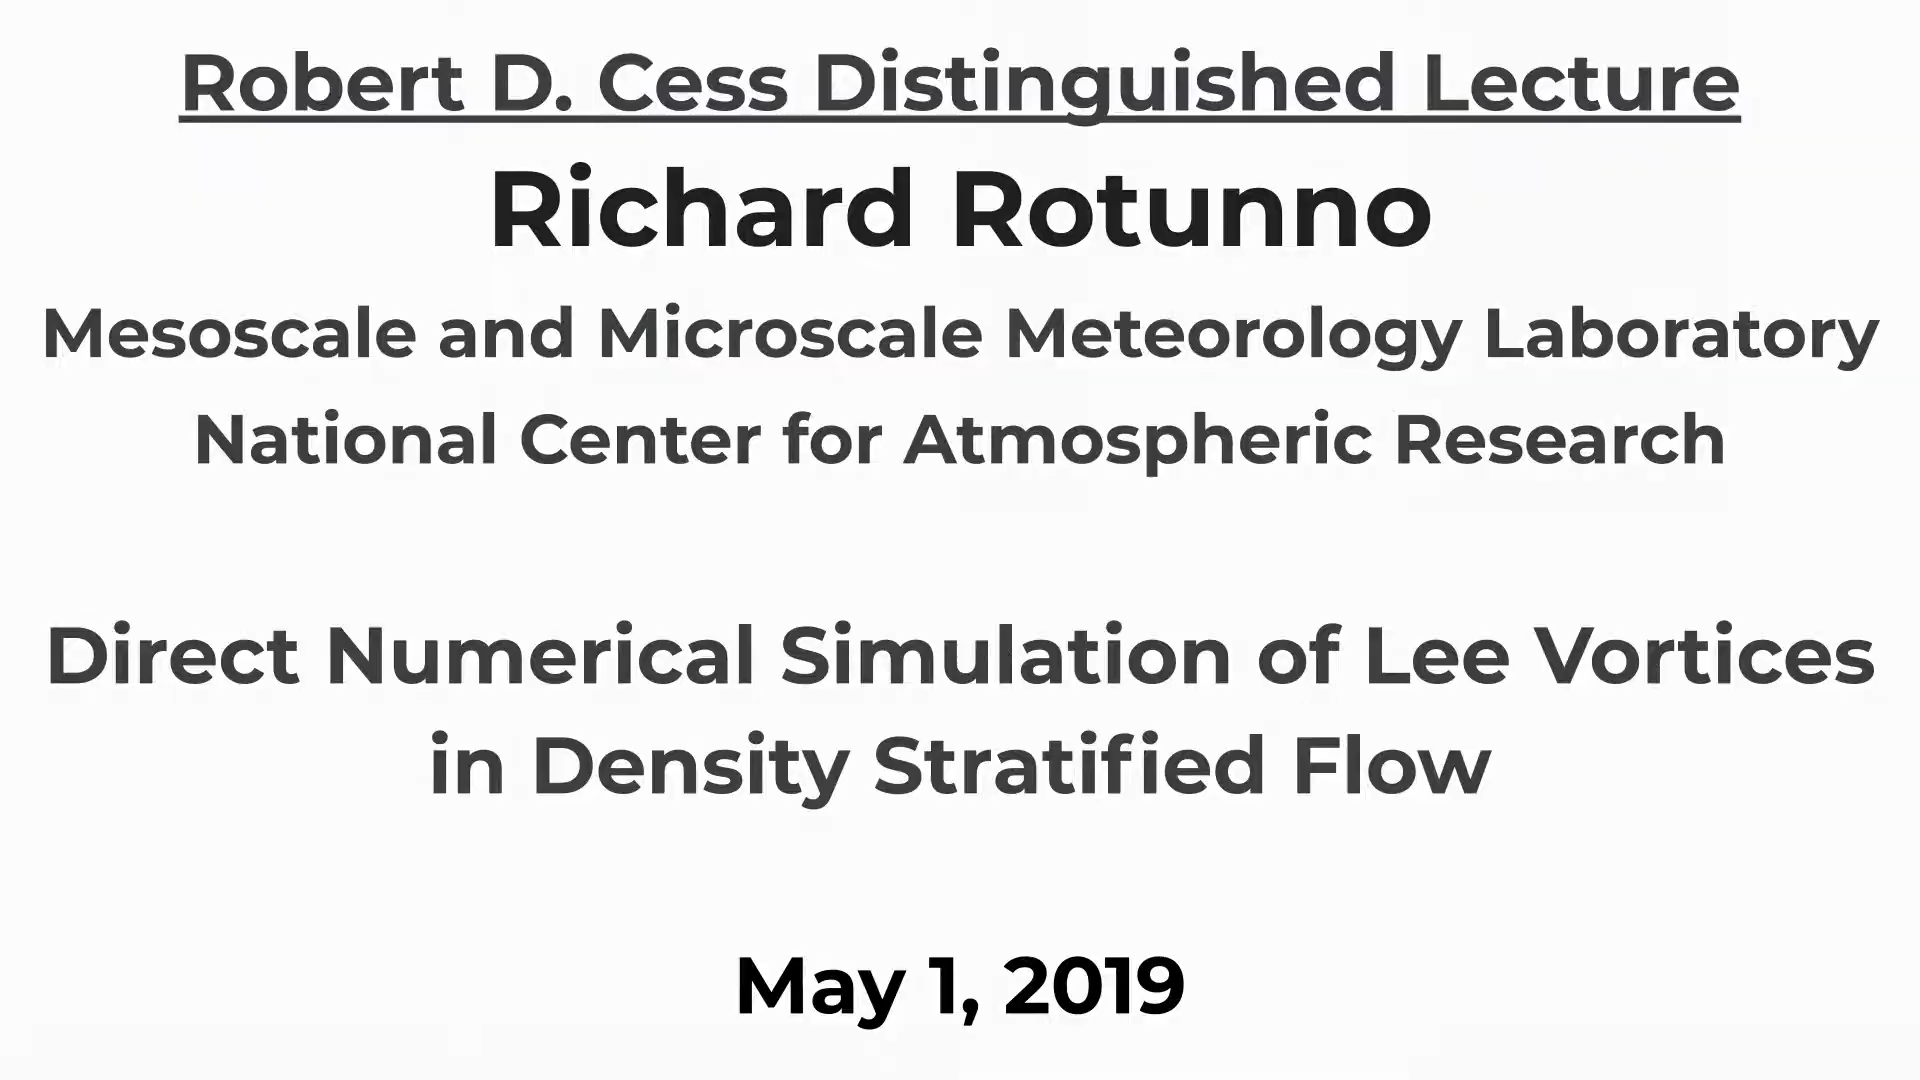 Robert D. Cess Distinguished Lecture
Richard Rotunno
Mesoscale and Microscale Meteorology Laboratory
National Center for Atmospheric Research
Direct Numerical Simulation of Lee Vortices
in Density Stratified Flow
May 1, 2019